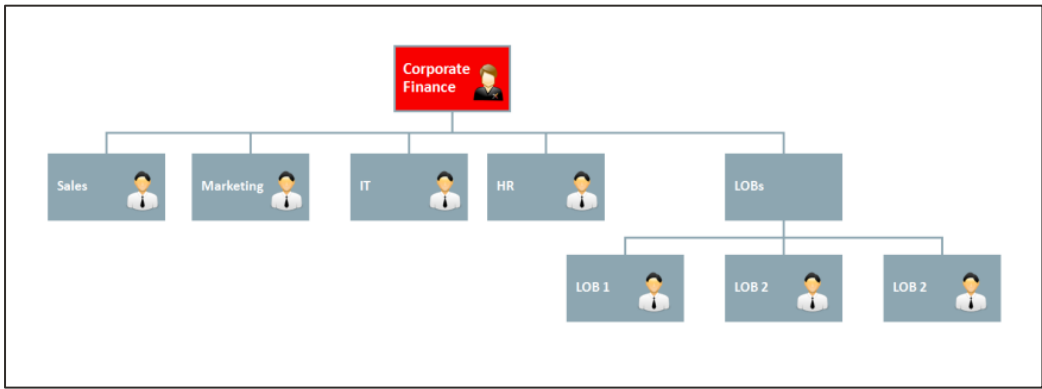 Corporate
Finance
Sales
Marketing
IT
HR
LOBs
LOB 1
LOB 2
LOB 2